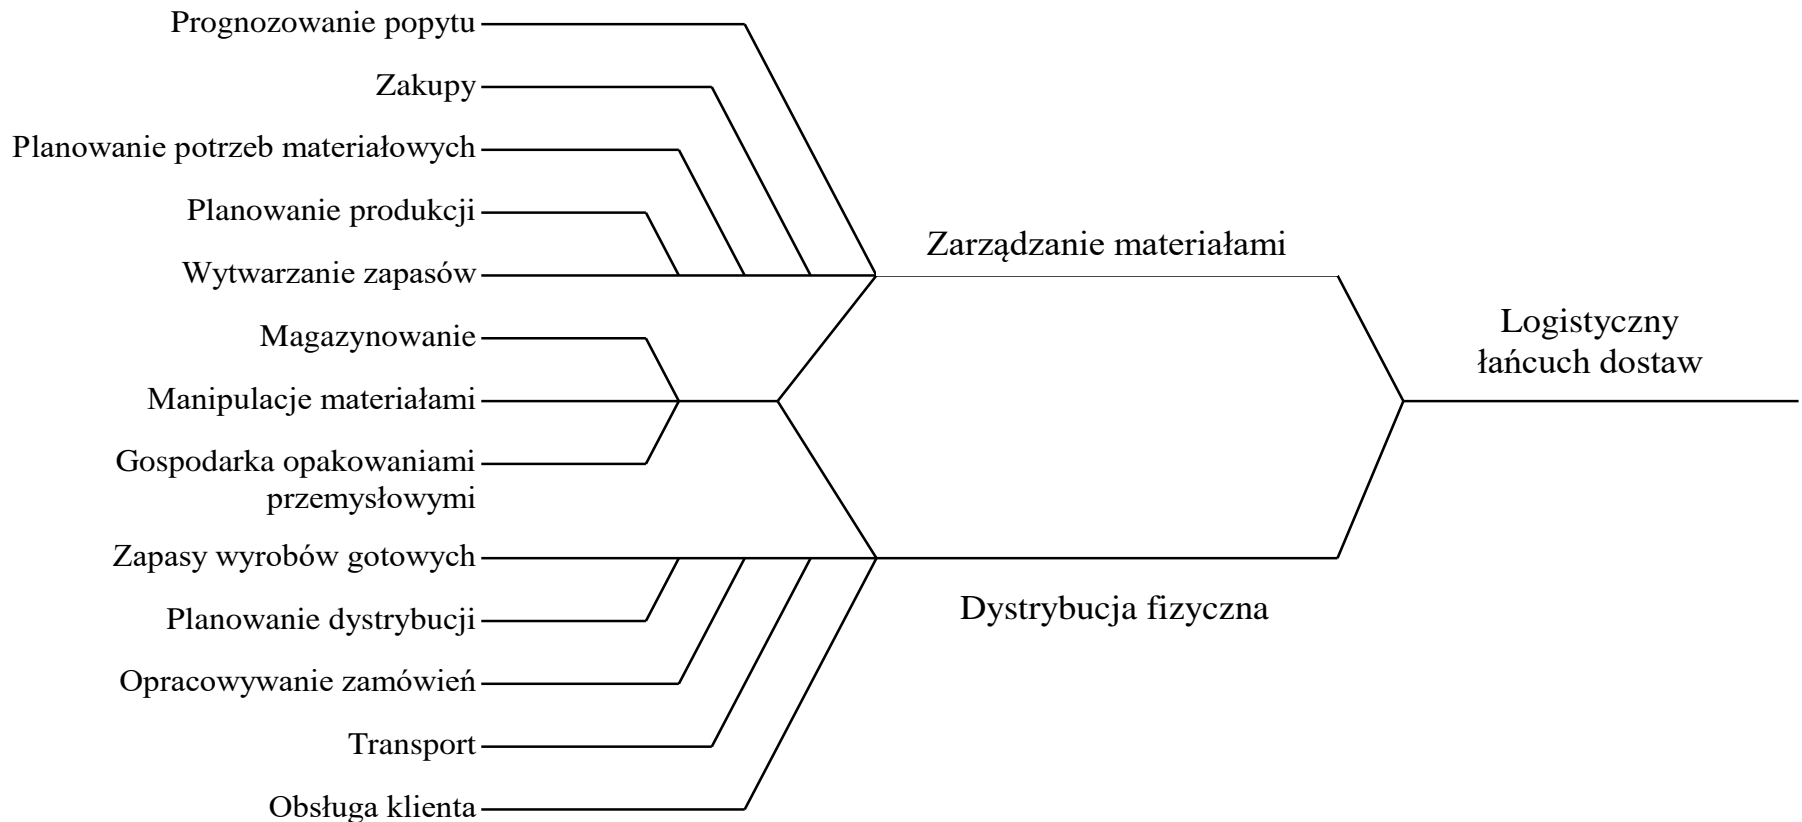 Prognozowanie popytu
Zakupy
Planowanie potrzeb materiałowych
Planowanie produkcji
Wytwarzanie zapasów
Magazynowanie
Manipulacje materiałami
Gospodarka opakowaniami
przemysłowymi
Zapasy wyrobów gotowych
Planowanie dystrybucji
Opracowywanie zamówień
Transport
Obsługa klienta
Zarządzanie materiałami
Dystrybucja fizyczna
Logistyczny
łańcuch dostaw